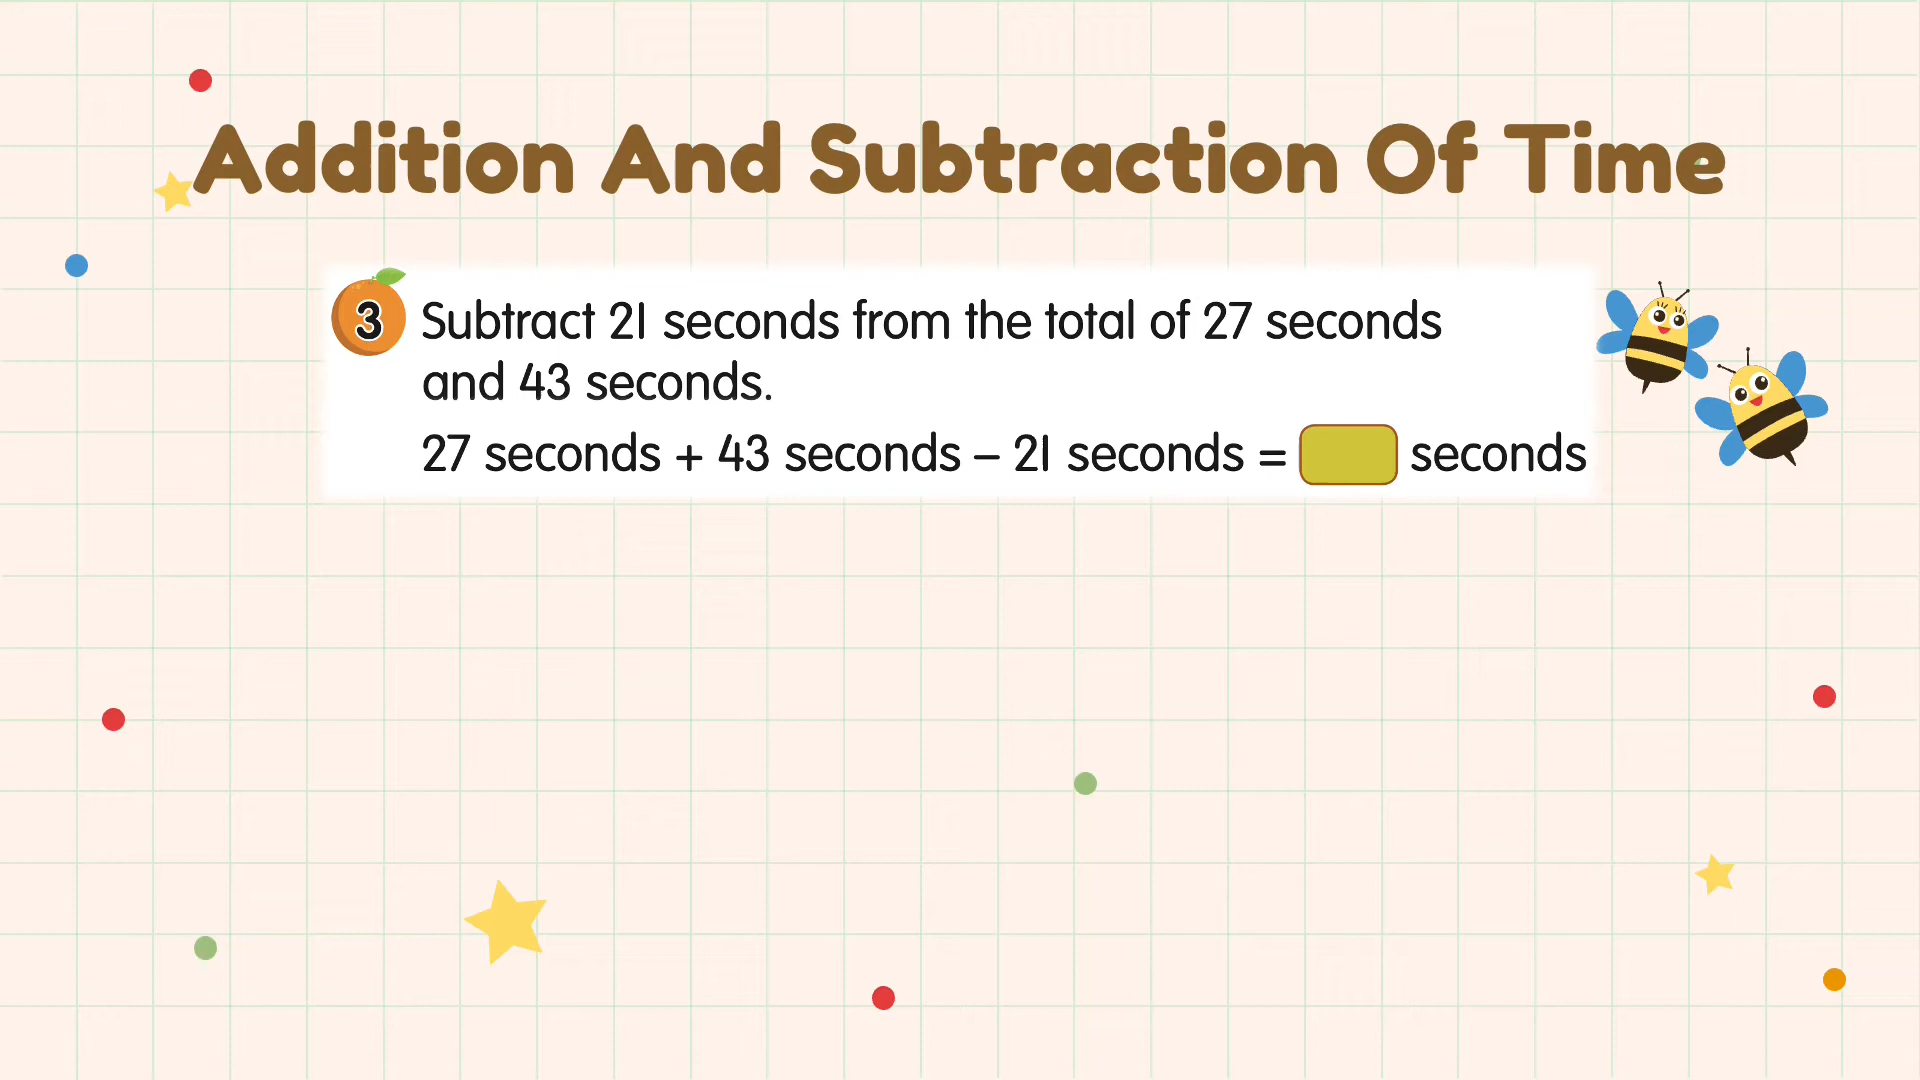 Addition And Subtraction Of Time
3 Subtract 21 seconds from the total of 27 seconds
and 43 seconds.
27 seconds + 43 seconds – 21 seconds = seconds